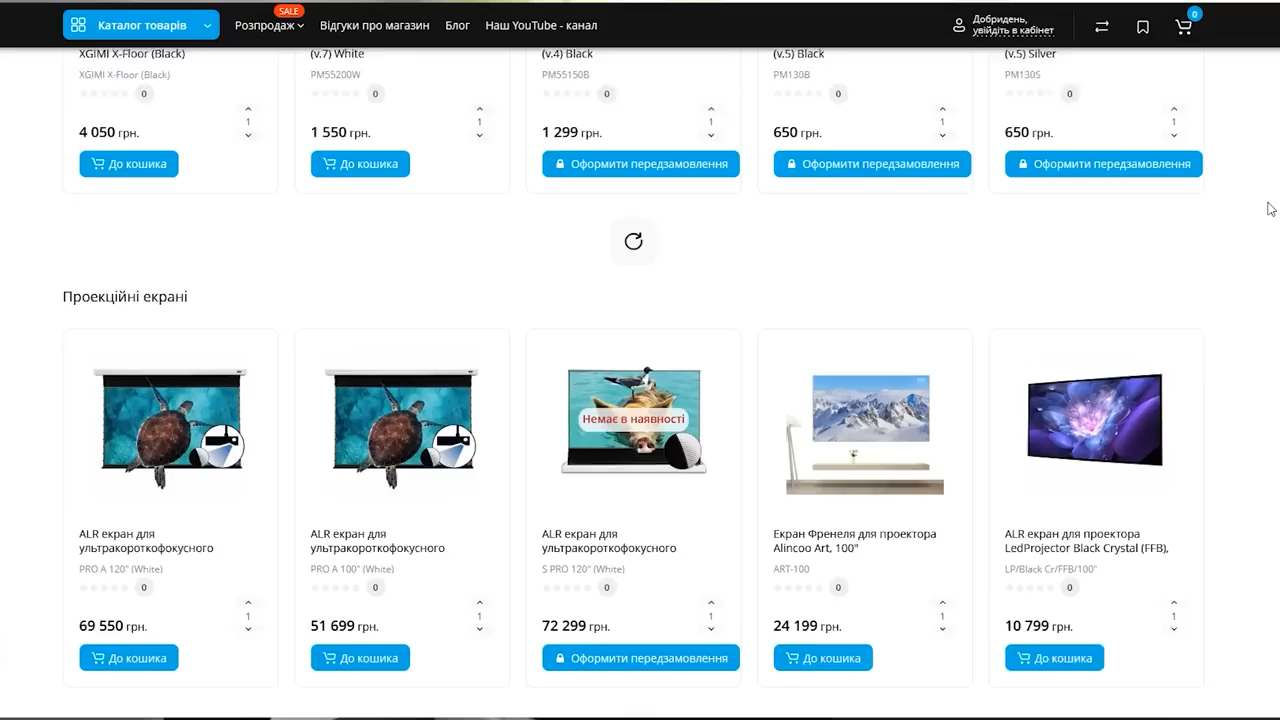 SALE
Каталог товарів
Розпродаж
Відгуки про магазин
Блог
Наш YouTube - канал
Добридень,
увійдіть в кабінет
0
XGIMI X-Floor (Black)
XGIMI X-Floor (Black)
0
1
4 050 грн.
До кошика
(v.7) White
PM55200W
0
1
1 550 грн.
До кошика
(v.4) Black
PM55150B
0
1
1 299 грн.
Оформити передзамовлення
(v.5) Black
PM130B
0
1
650 грн.
Оформити передзамовлення
(v.5) Silver
PM130S
0
1
650 грн.
Оформити передзамовлення
Проекційні екрані
ALR екран для
ультракороткофокусного
PRO A 120" (White)
0
1
69 550 грн.
До кошика
ALR екран для
ультракороткофокусного
PRO A 100" (White)
0
1
51 699 грн.
До кошика
Немає в наявності
ALR екран для
ультракороткофокусного
S PRO 120" (White)
0
1
72 299 грн.
Оформити передзамовлення
Екран Френеля для проектора
Alincoo Art, 100"
ART-100
0
1
24 199 грн.
До кошика
ALR екран для проектора
LedProjector Black Crystal (FFB),
LP/Black Cr/FFB/100"
0
1
10 799 грн.
До кошика